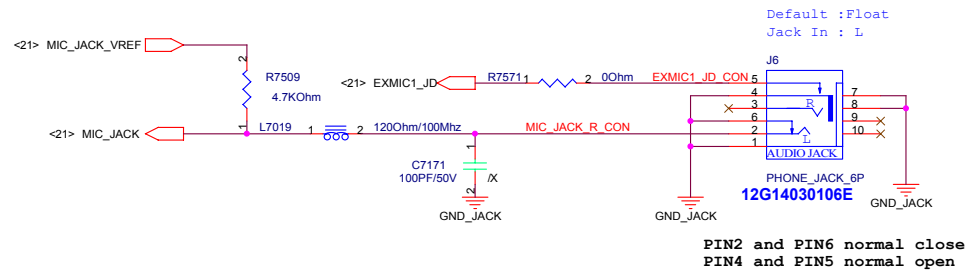 Default :Float
Jack In : L
<21> MIC_JACK_VREF
J6
2
R7509
4.7KOhm
1
<21> EXMIC1_JD
R7571
1
2
0Ohm
EXMIC1_JD_CON
5
4
3
6
2
1
R
L
AUDIO JACK
7
8
9
10
<21> MIC_JACK
L7019
1
2
120Ohm/100Mhz
MIC_JACK_R_CON
1
C7171
100PF/50V
/X
2
GND_JACK
GND_JACK
PHONE_JACK_6P
12G14030106E
GND_JACK
PIN2 and PIN6 normal close
PIN4 and PIN5 normal open